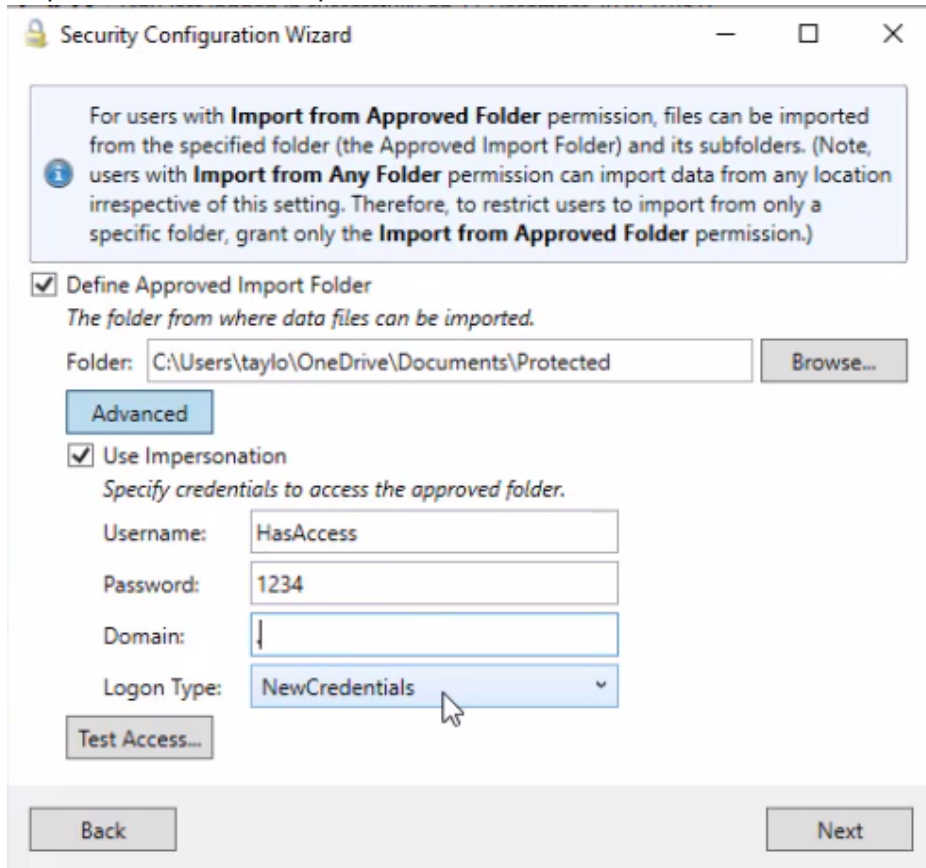 Security Configuration Wizard
For users with Import from Approved Folder permission, files can be imported
from the specified folder (the Approved Import Folder) and its subfolders. (Note,
users with Import from Any Folder permission can import data from any location
irrespective of this setting. Therefore, to restrict users to import from only a
specific folder, grant only the Import from Approved Folder permission.)
Define Approved Import Folder
The folder from where data files can be imported.
Folder: C:\Users\taylo\OneDrive\Documents\Protected Browse...
Advanced
Use Impersonation
Specify credentials to access the approved folder.
Username: HasAccess
Password: 1234
Domain: .
Logon Type: NewCredentials
Test Access...
Back Next